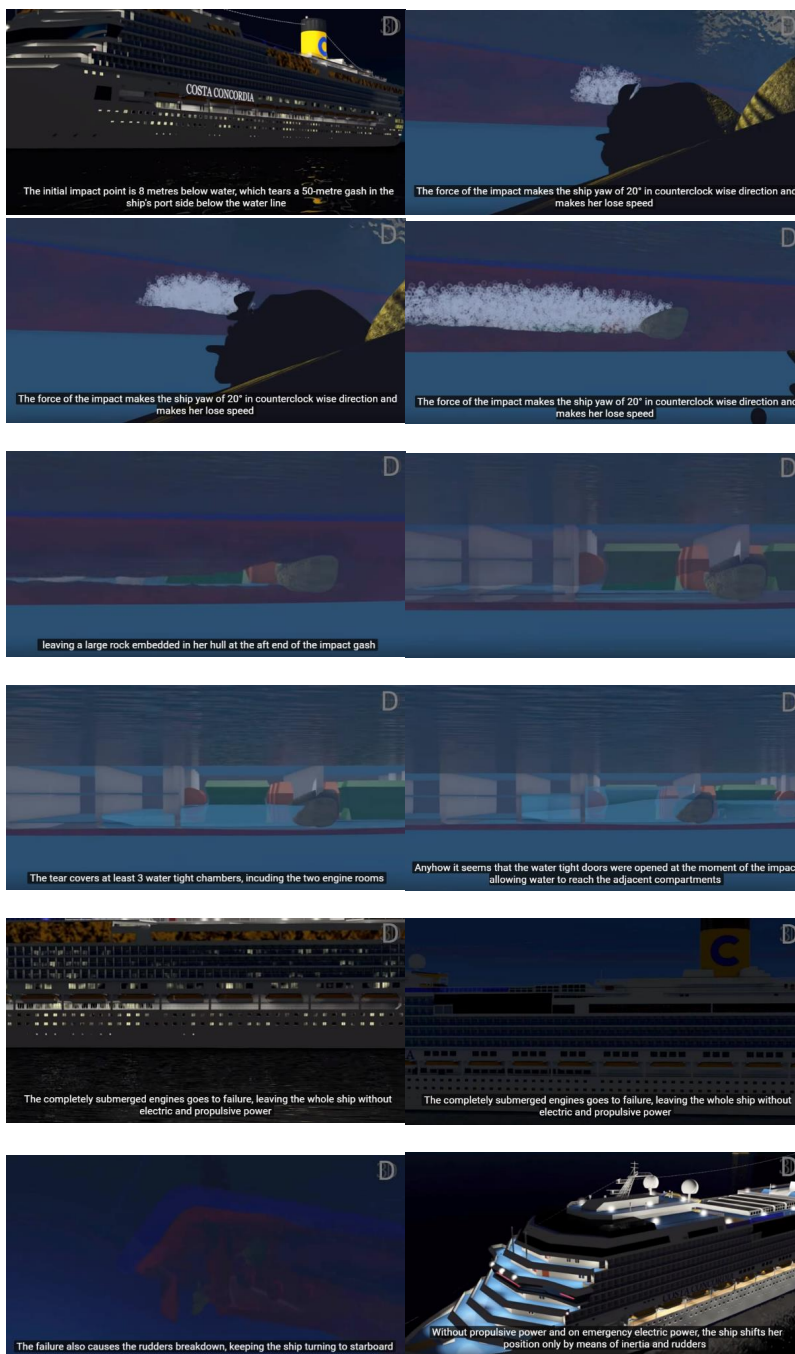 D
COSTA CONCORDIA
The initial impact point is 8 metres below water, which tears a 50-metre gash in the
ship's port side below the water line
D
The force of the impact makes the ship yaw of 20° in counterclock wise direction and
makes her lose speed
D
The force of the impact makes the ship yaw of 20° in counterclock wise direction and
makes her lose speed
D
The force of the impact makes the ship yaw of 20° in counterclock wise direction and
makes her lose speed
D
leaving a large rock embedded in her hull at the aft end of the impact gash
D
D
The tear covers at least 3 water tight chambers, incuding the two engine rooms
D
Anyhow it seems that the water tight doors were opened at the moment of the impac
allowing water to reach the adjacent compartments
D
The completely submerged engines goes to failure, leaving the whole ship without
electric and propulsive power
C
The completely submerged engines goes to failure, leaving the whole ship without
electric and propulsive power
D
The failure also causes the rudders breakdown, keeping the ship turning to starboard
D
Without propulsive power and on emergency electric power, the ship shifts her
position only by means of inertia and rudders